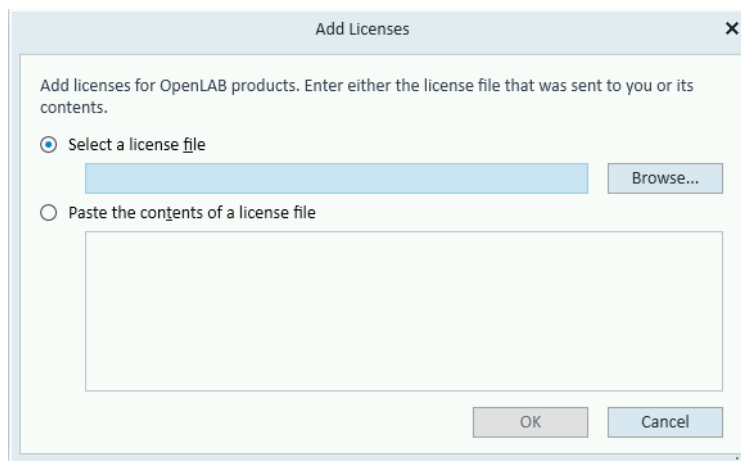 Add Licenses
Add licenses for OpenLAB products. Enter either the license file that was sent to you or its
contents.
Select a license file
Browse...
Paste the contents of a license file
OK
Cancel